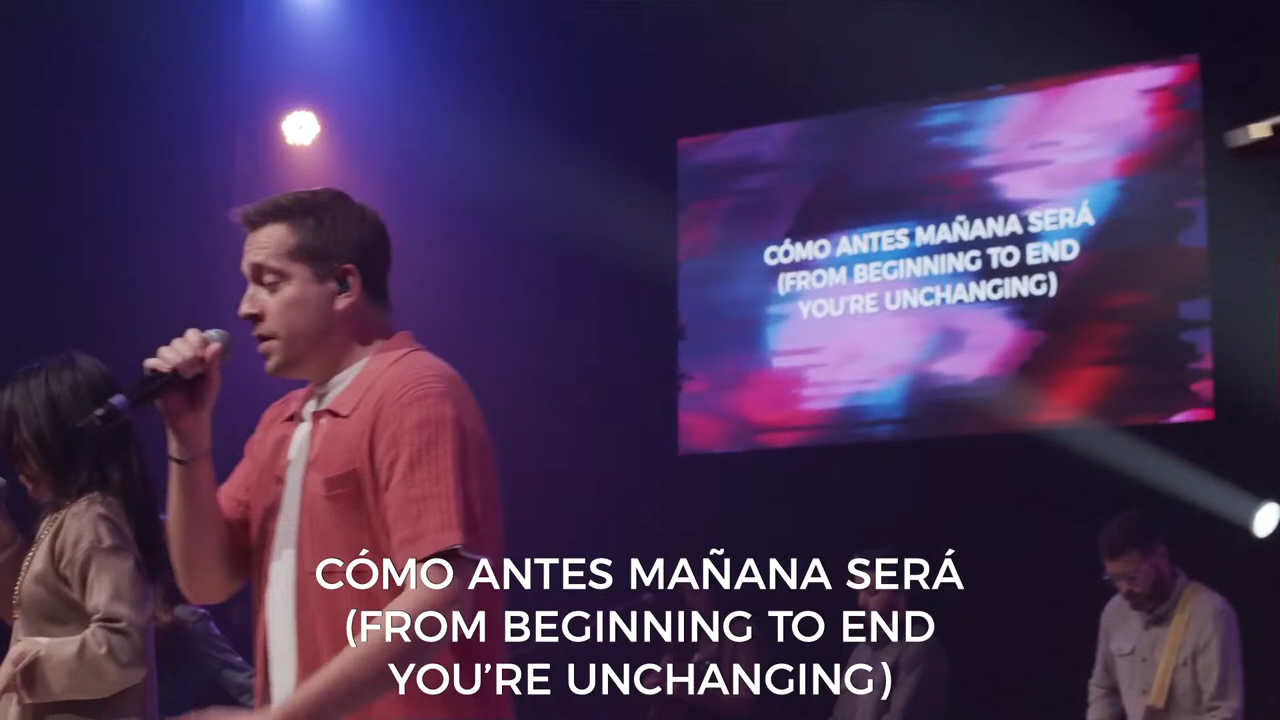 CÓMO ANTES MAÑANA SERÁ
(FROM BEGINNING TO END
YOU'RE UNCHANGING)
CÓMO ANTES MAÑANA SERÁ
(FROM BEGINNING TO END
YOU’RE UNCHANGING)